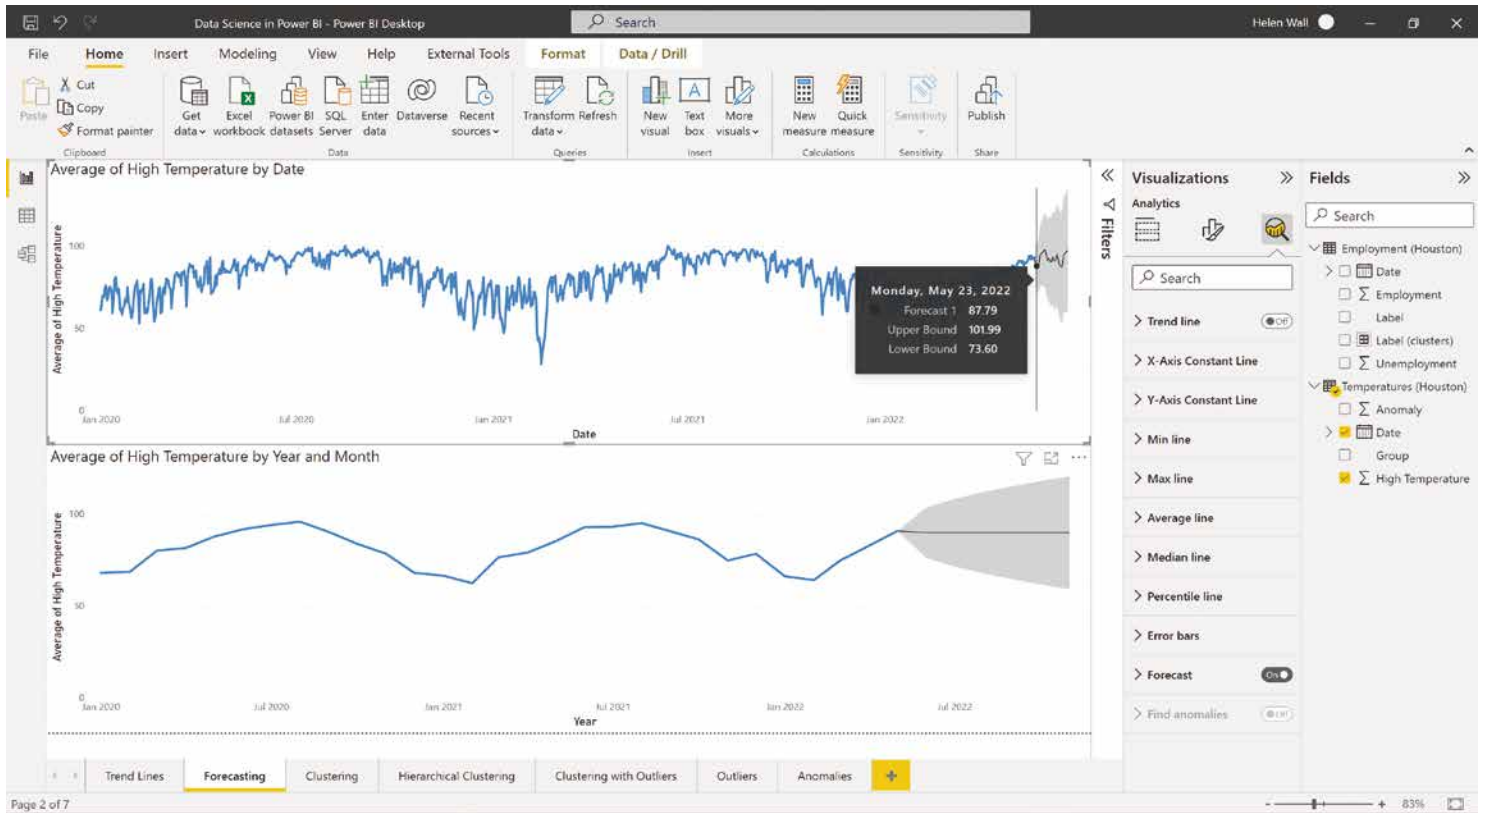 Data Science in Power BI - Power BI Desktop
Search
Helen Wall
File Home Insert Modeling View Help External Tools Format Data / Drill
Paste
Cut
Copy
Format painter
Clipboard
Get data
Excel workbook
Power BI datasets
SQL Server
Enter data
Dataverse
Recent sources
Data
Transform data
Refresh
Queries
New visual
Text box
More visuals
Insert
New measure
Quick measure
Calculations
Sensitivity
Sensitivity
Publish
Share
Average of High Temperature by Date
Average of High Temperature
100
50
0
Jan 2020 Jul 2020 Jan 2021 Jul 2021 Jan 2022
Date
Monday, May 23, 2022
Forecast 1 87.79
Upper Bound 101.99
Lower Bound 73.60
Average of High Temperature by Year and Month
Average of High Temperature
100
50
0
Jan 2020 Jul 2020 Jan 2021 Jul 2021 Jan 2022 Jul 2022
Year
Filters
Visualizations
Analytics
Search
Trend line Off
X-Axis Constant Line
Y-Axis Constant Line
Min line
Max line
Average line
Median line
Percentile line
Error bars
Forecast On
Find anomalies Off
Fields
Search
Employment (Houston)
Date
Employment
Label
Label (clusters)
Unemployment
Temperatures (Houston)
Anomaly
Date
Group
High Temperature
Trend Lines Forecasting Clustering Hierarchical Clustering Clustering with Outliers Outliers Anomalies
Page 2 of 7
83%